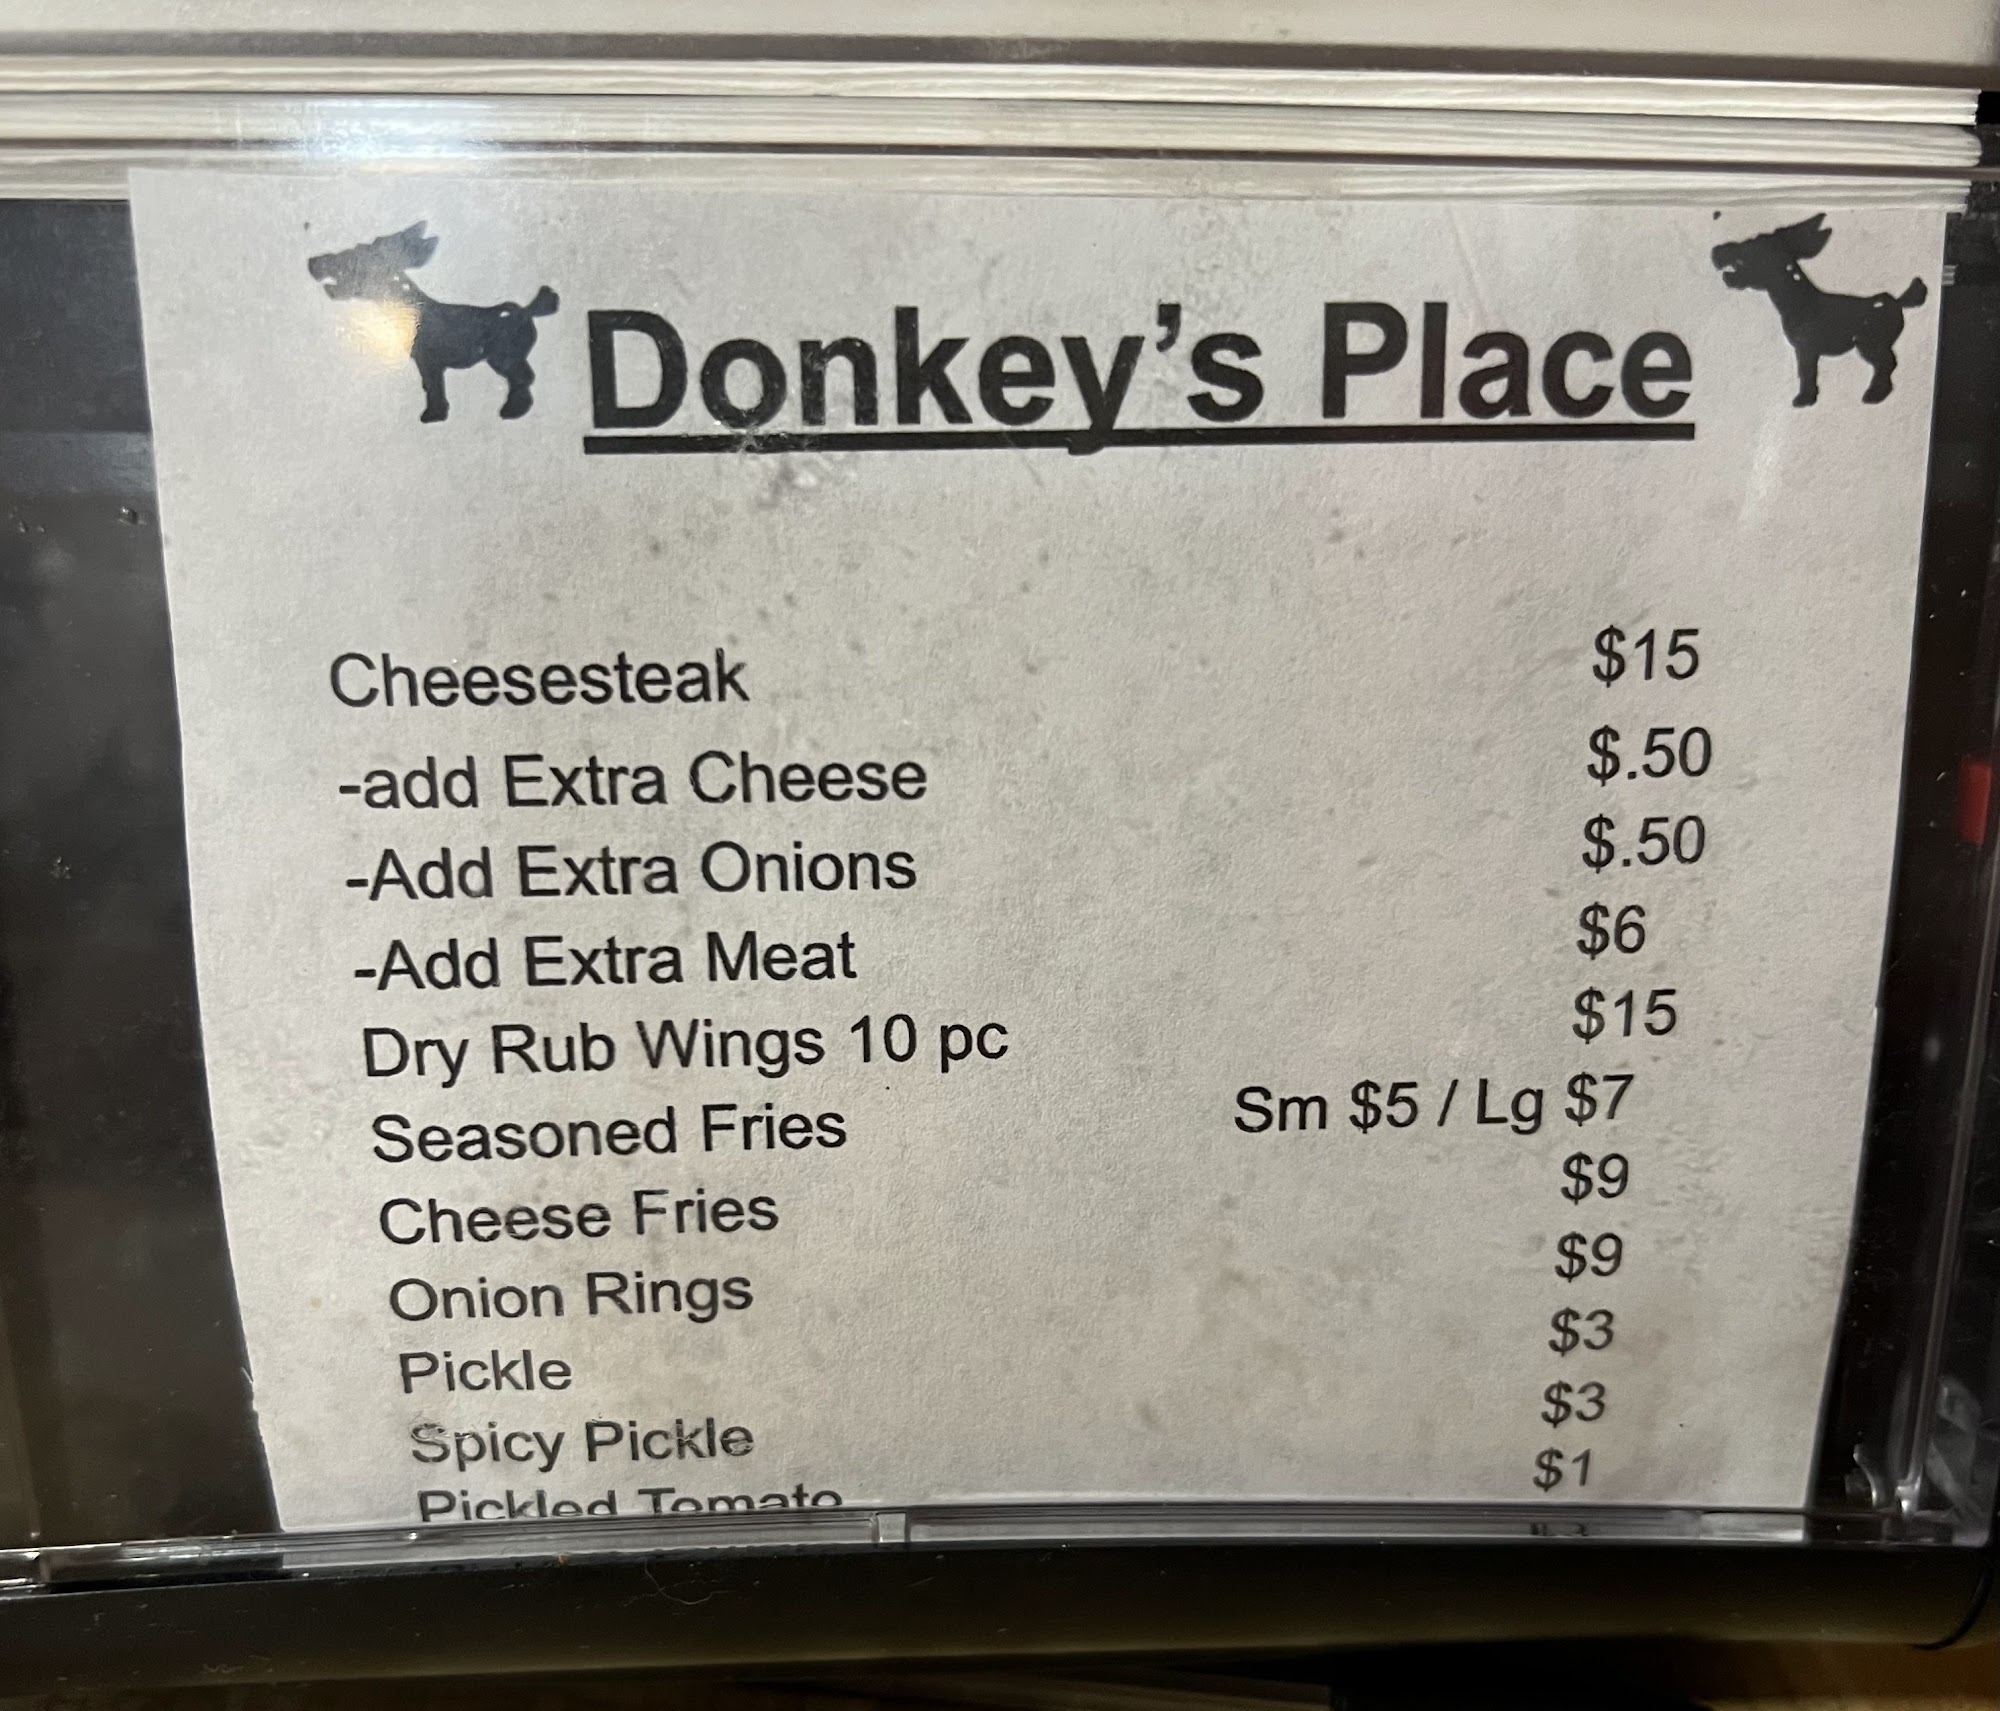 Donkey's Place
Cheesesteak $15
-add Extra Cheese $.50
-Add Extra Onions $.50
-Add Extra Meat $6
Dry Rub Wings 10 pc $15
Seasoned Fries Sm $5 / Lg $7
Cheese Fries $9
Onion Rings $9
Pickle $3
Spicy Pickle $3
Pickled Tomato $1